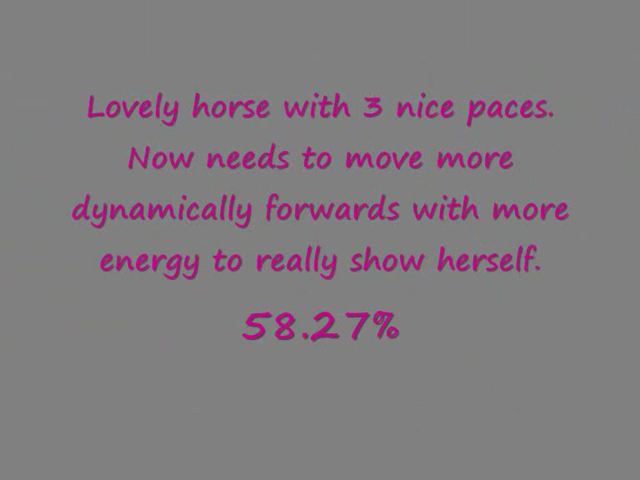 Lovely horse with 3 nice paces.
Now needs to move more
dynamically forwards with more
energy to really show herself.
58.27%